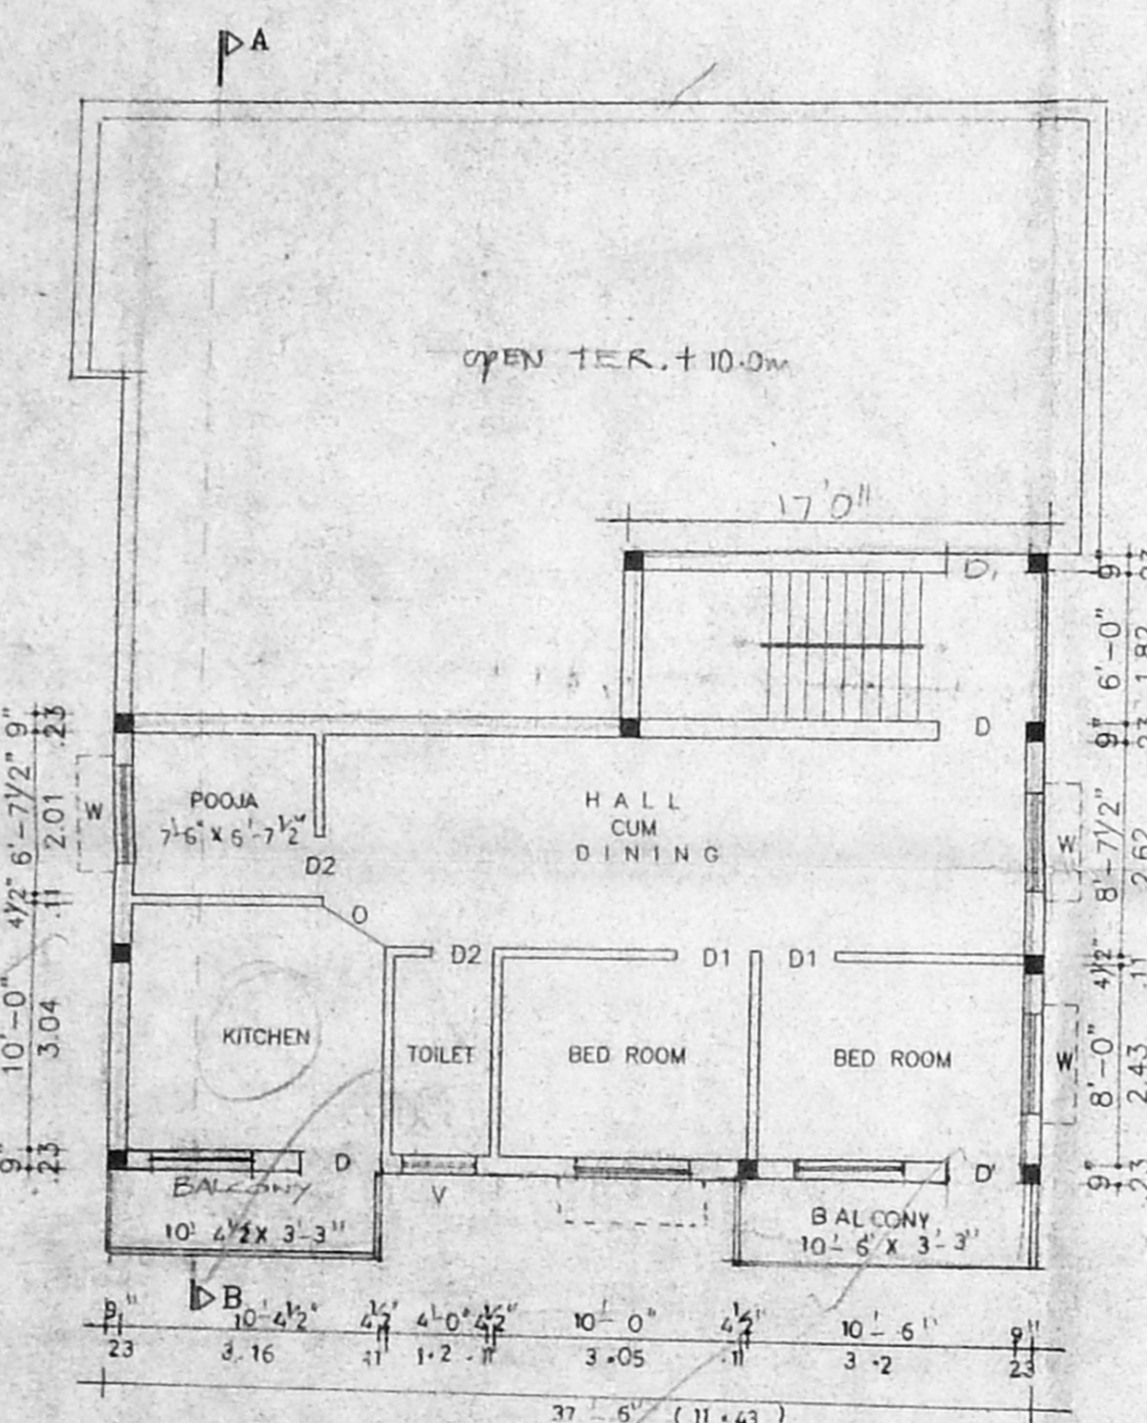 A
OPEN TER. + 10.0m
17'0"
D1
9"
6'-0"
1.82
9"
D
9"
.23
6'-7½"
2.01
4½"
.11
10'-0"
3.04
9"
.23
W
POOJA
7'-6" X 6'-7½"
D2
HALL
CUM
DINING
W
8'-7½"
2.62
O
D2
D1
D1
4½"
.11
KITCHEN
TOILET
BED ROOM
BED ROOM
W
8'-0"
2.43
D
D'
9"
23
BALCONY
10' 4½ X 3'-3"
V
BALCONY
10'-6' X 3'-3"
B
9" 10'-4½" 4½" 4'-0" 4½" 10'-0" 4½" 10'-6" 9"
23 3.16 .11 1.2 .11 3.05 .11 3.2 23
37'-6" (11.43)